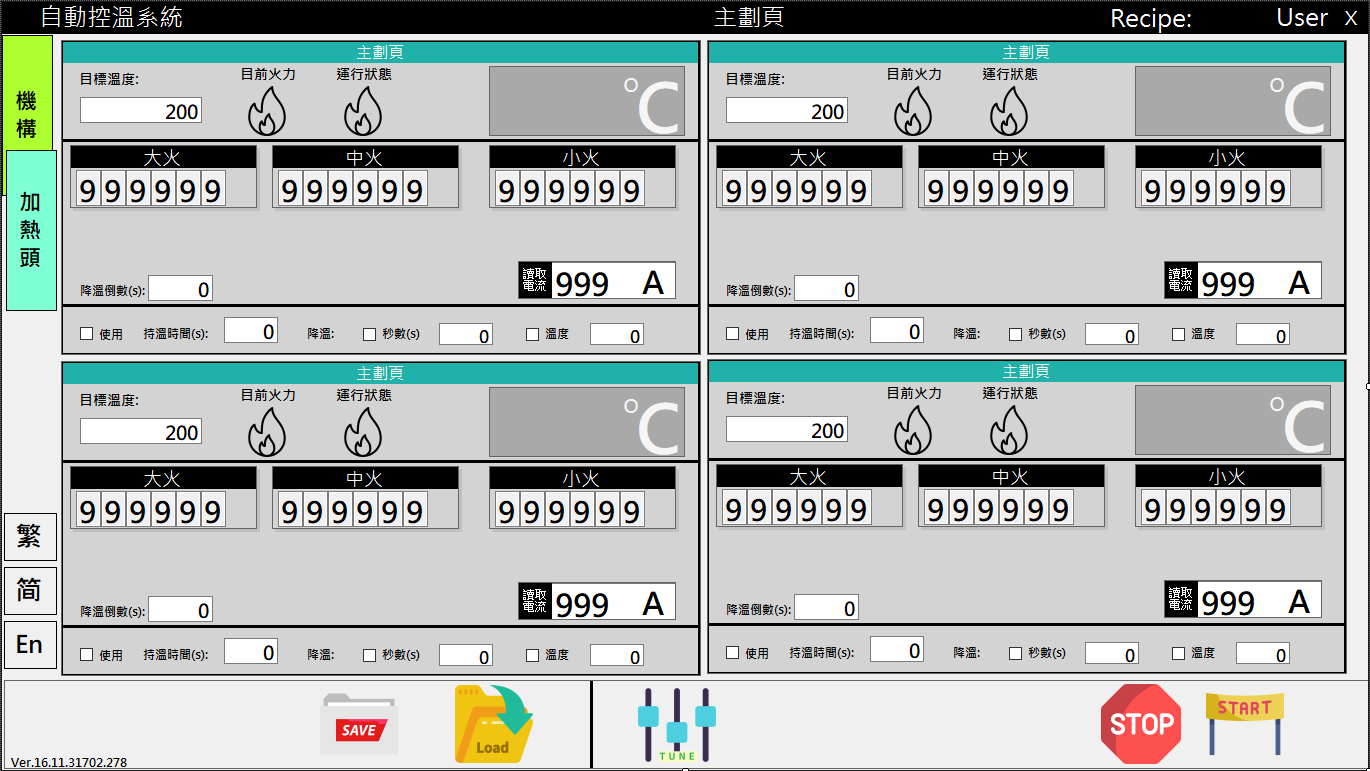 自動控溫系統 主劃頁 Recipe: User X
機構
加熱頭
主劃頁
目標溫度: 目前火力 運行狀態
200 °C
大火 中火 小火
999999 999999 999999
降溫倒數(s): 0 讀取電流 999 A
使用 持溫時間(s): 0 降溫: 秒數(s) 0 溫度 0
主劃頁
目標溫度: 目前火力 運行狀態
200 °C
大火 中火 小火
999999 999999 999999
降溫倒數(s): 0 讀取電流 999 A
使用 持溫時間(s): 0 降溫: 秒數(s) 0 溫度 0
主劃頁
目標溫度: 目前火力 運行狀態
200 °C
大火 中火 小火
999999 999999 999999
降溫倒數(s): 0 讀取電流 999 A
使用 持溫時間(s): 0 降溫: 秒數(s) 0 溫度 0
主劃頁
目標溫度: 目前火力 運行狀態
200 °C
大火 中火 小火
999999 999999 999999
降溫倒數(s): 0 讀取電流 999 A
使用 持溫時間(s): 0 降溫: 秒數(s) 0 溫度 0
繁
简
En
SAVE Load TUNE STOP START
Ver.16.11.31702.278